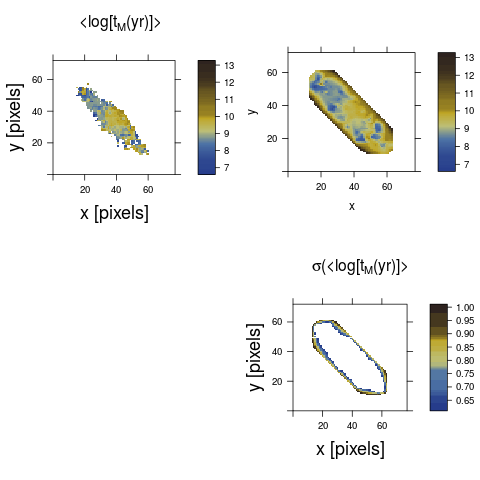 <log[t_M(yr)]>
60
40
20
20 40 60
x [pixels]
y [pixels]
13
12
11
10
9
8
7
60
40
20
20 40 60
x
y
13
12
11
10
9
8
7
σ(<log[t_M(yr)]>
60
40
20
20 40 60
x [pixels]
y [pixels]
1.00
0.95
0.90
0.85
0.80
0.75
0.70
0.65